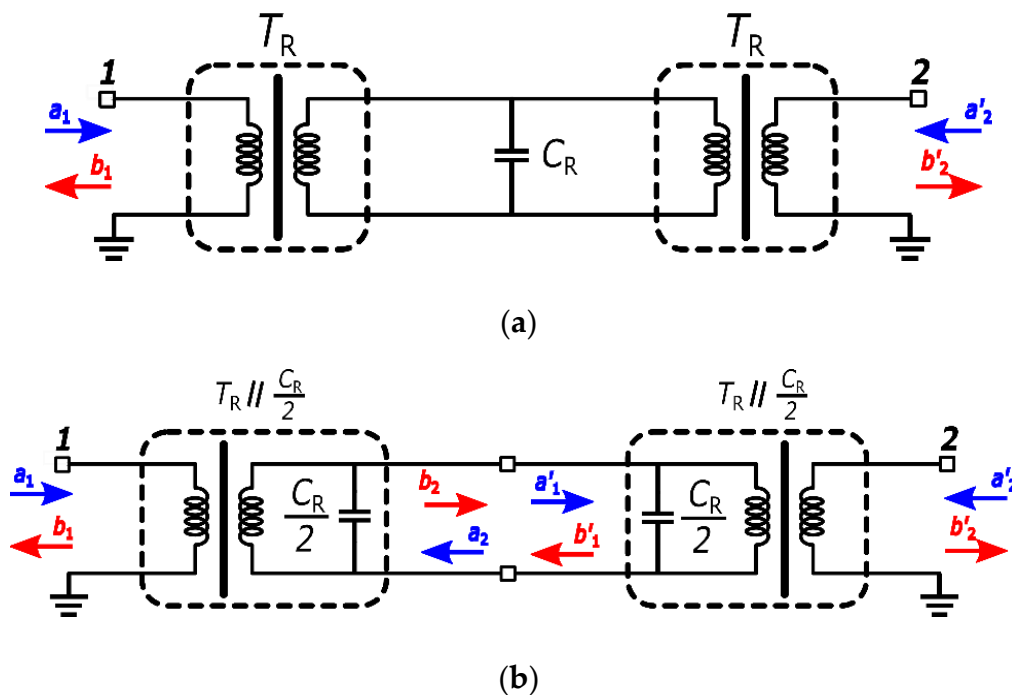 T_R T_R
1 2
a_1 a'_2
b_1 C_R b'_2
(a)
T_R // C_R/2 T_R // C_R/2
1 2
a_1 b_2 a'_1 a'_2
b_1 C_R/2 a_2 b'_1 C_R/2 b'_2
(b)